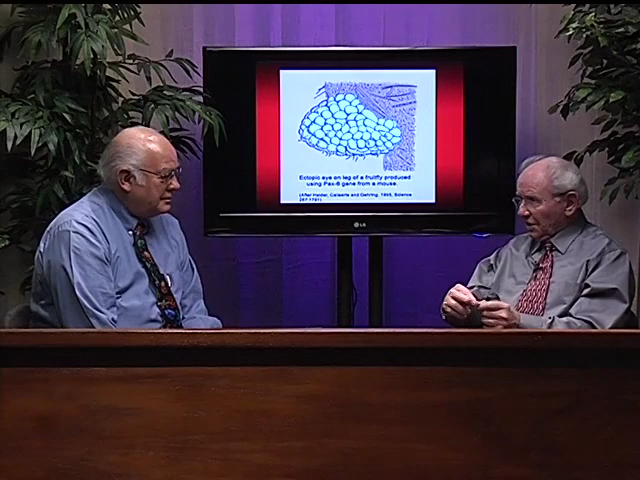 Ectopic eye on leg of a fruitfly produced
using Pax-6 gene from a mouse.
(After Halder, Callaerts and Gehring, 1995, Science
267:1791)
LG